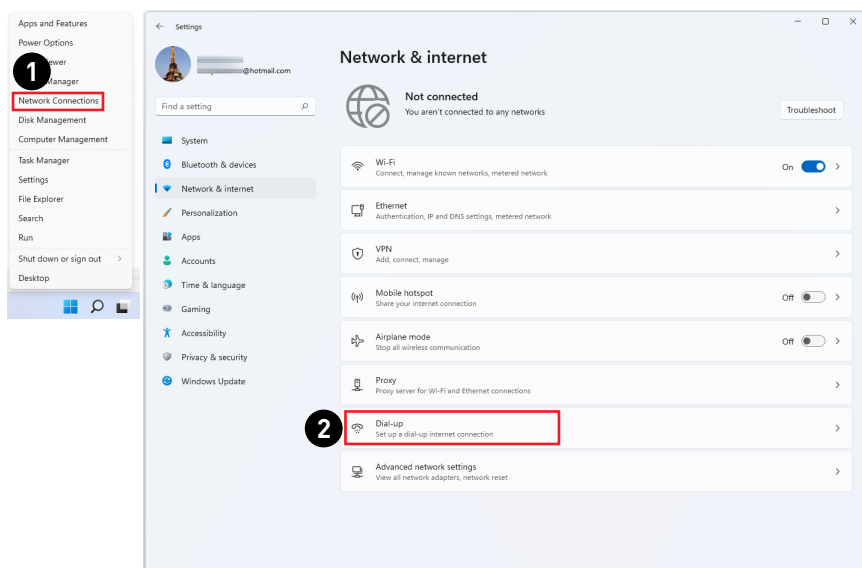 Apps and Features
Power Options
ewer
1
Manager
Network Connections
Disk Management
Computer Management
Task Manager
Settings
File Explorer
Search
Run
Shut down or sign out
Desktop
Settings
@hotmail.com
Find a setting
System
Bluetooth & devices
Network & internet
Personalization
Apps
Accounts
Time & language
Gaming
Accessibility
Privacy & security
Windows Update
Network & internet
Not connected
You aren't connected to any networks
Troubleshoot
Wi-Fi
Connect, manage known networks, metered network
On
Ethernet
Authentication, IP and DNS settings, metered network
VPN
Add, connect, manage
Mobile hotspot
Share your internet connection
Off
Airplane mode
Stop all wireless communication
Off
Proxy
Proxy server for Wi-Fi and Ethernet connections
2
Dial-up
Set up a dial-up internet connection
Advanced network settings
View all network adapters, network reset